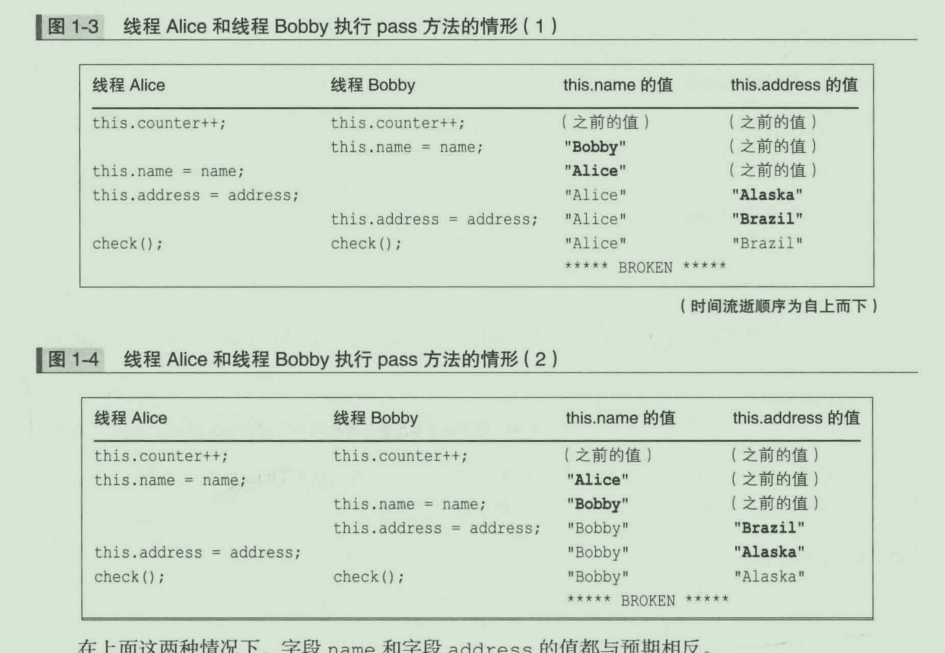 图 1-3 线程 Alice 和线程 Bobby 执行 pass 方法的情形(1)
线程 Alice 线程 Bobby this.name 的值 this.address 的值
this.counter++; this.counter++; (之前的值) (之前的值)
this.name = name; "Bobby" (之前的值)
this.name = name; "Alice" (之前的值)
this.address = address; "Alice" "Alaska"
this.address = address; "Alice" "Brazil"
check(); check(); "Alice" "Brazil"
***** BROKEN *****
(时间流逝顺序为自上而下)
图 1-4 线程 Alice 和线程 Bobby 执行 pass 方法的情形(2)
线程 Alice 线程 Bobby this.name 的值 this.address 的值
this.counter++; this.counter++; (之前的值) (之前的值)
this.name = name; "Alice" (之前的值)
this.name = name; "Bobby" (之前的值)
this.address = address; "Bobby" "Brazil"
this.address = address; "Bobby" "Alaska"
check(); check(); "Bobby" "Alaska"
***** BROKEN *****
在上面这两种情况下，字段 name 和字段 address 的值都与预期相反。